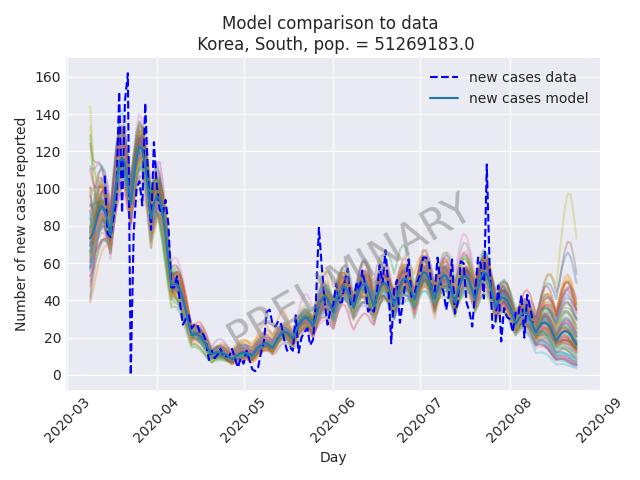 Model comparison to data
Korea, South, pop. = 51269183.0
new cases data
new cases model
160
140
120
100
80
60
40
20
0
Number of new cases reported
PRELIMINARY
2020-03
2020-04
2020-05
2020-06
2020-07
2020-08
2020-09
Day